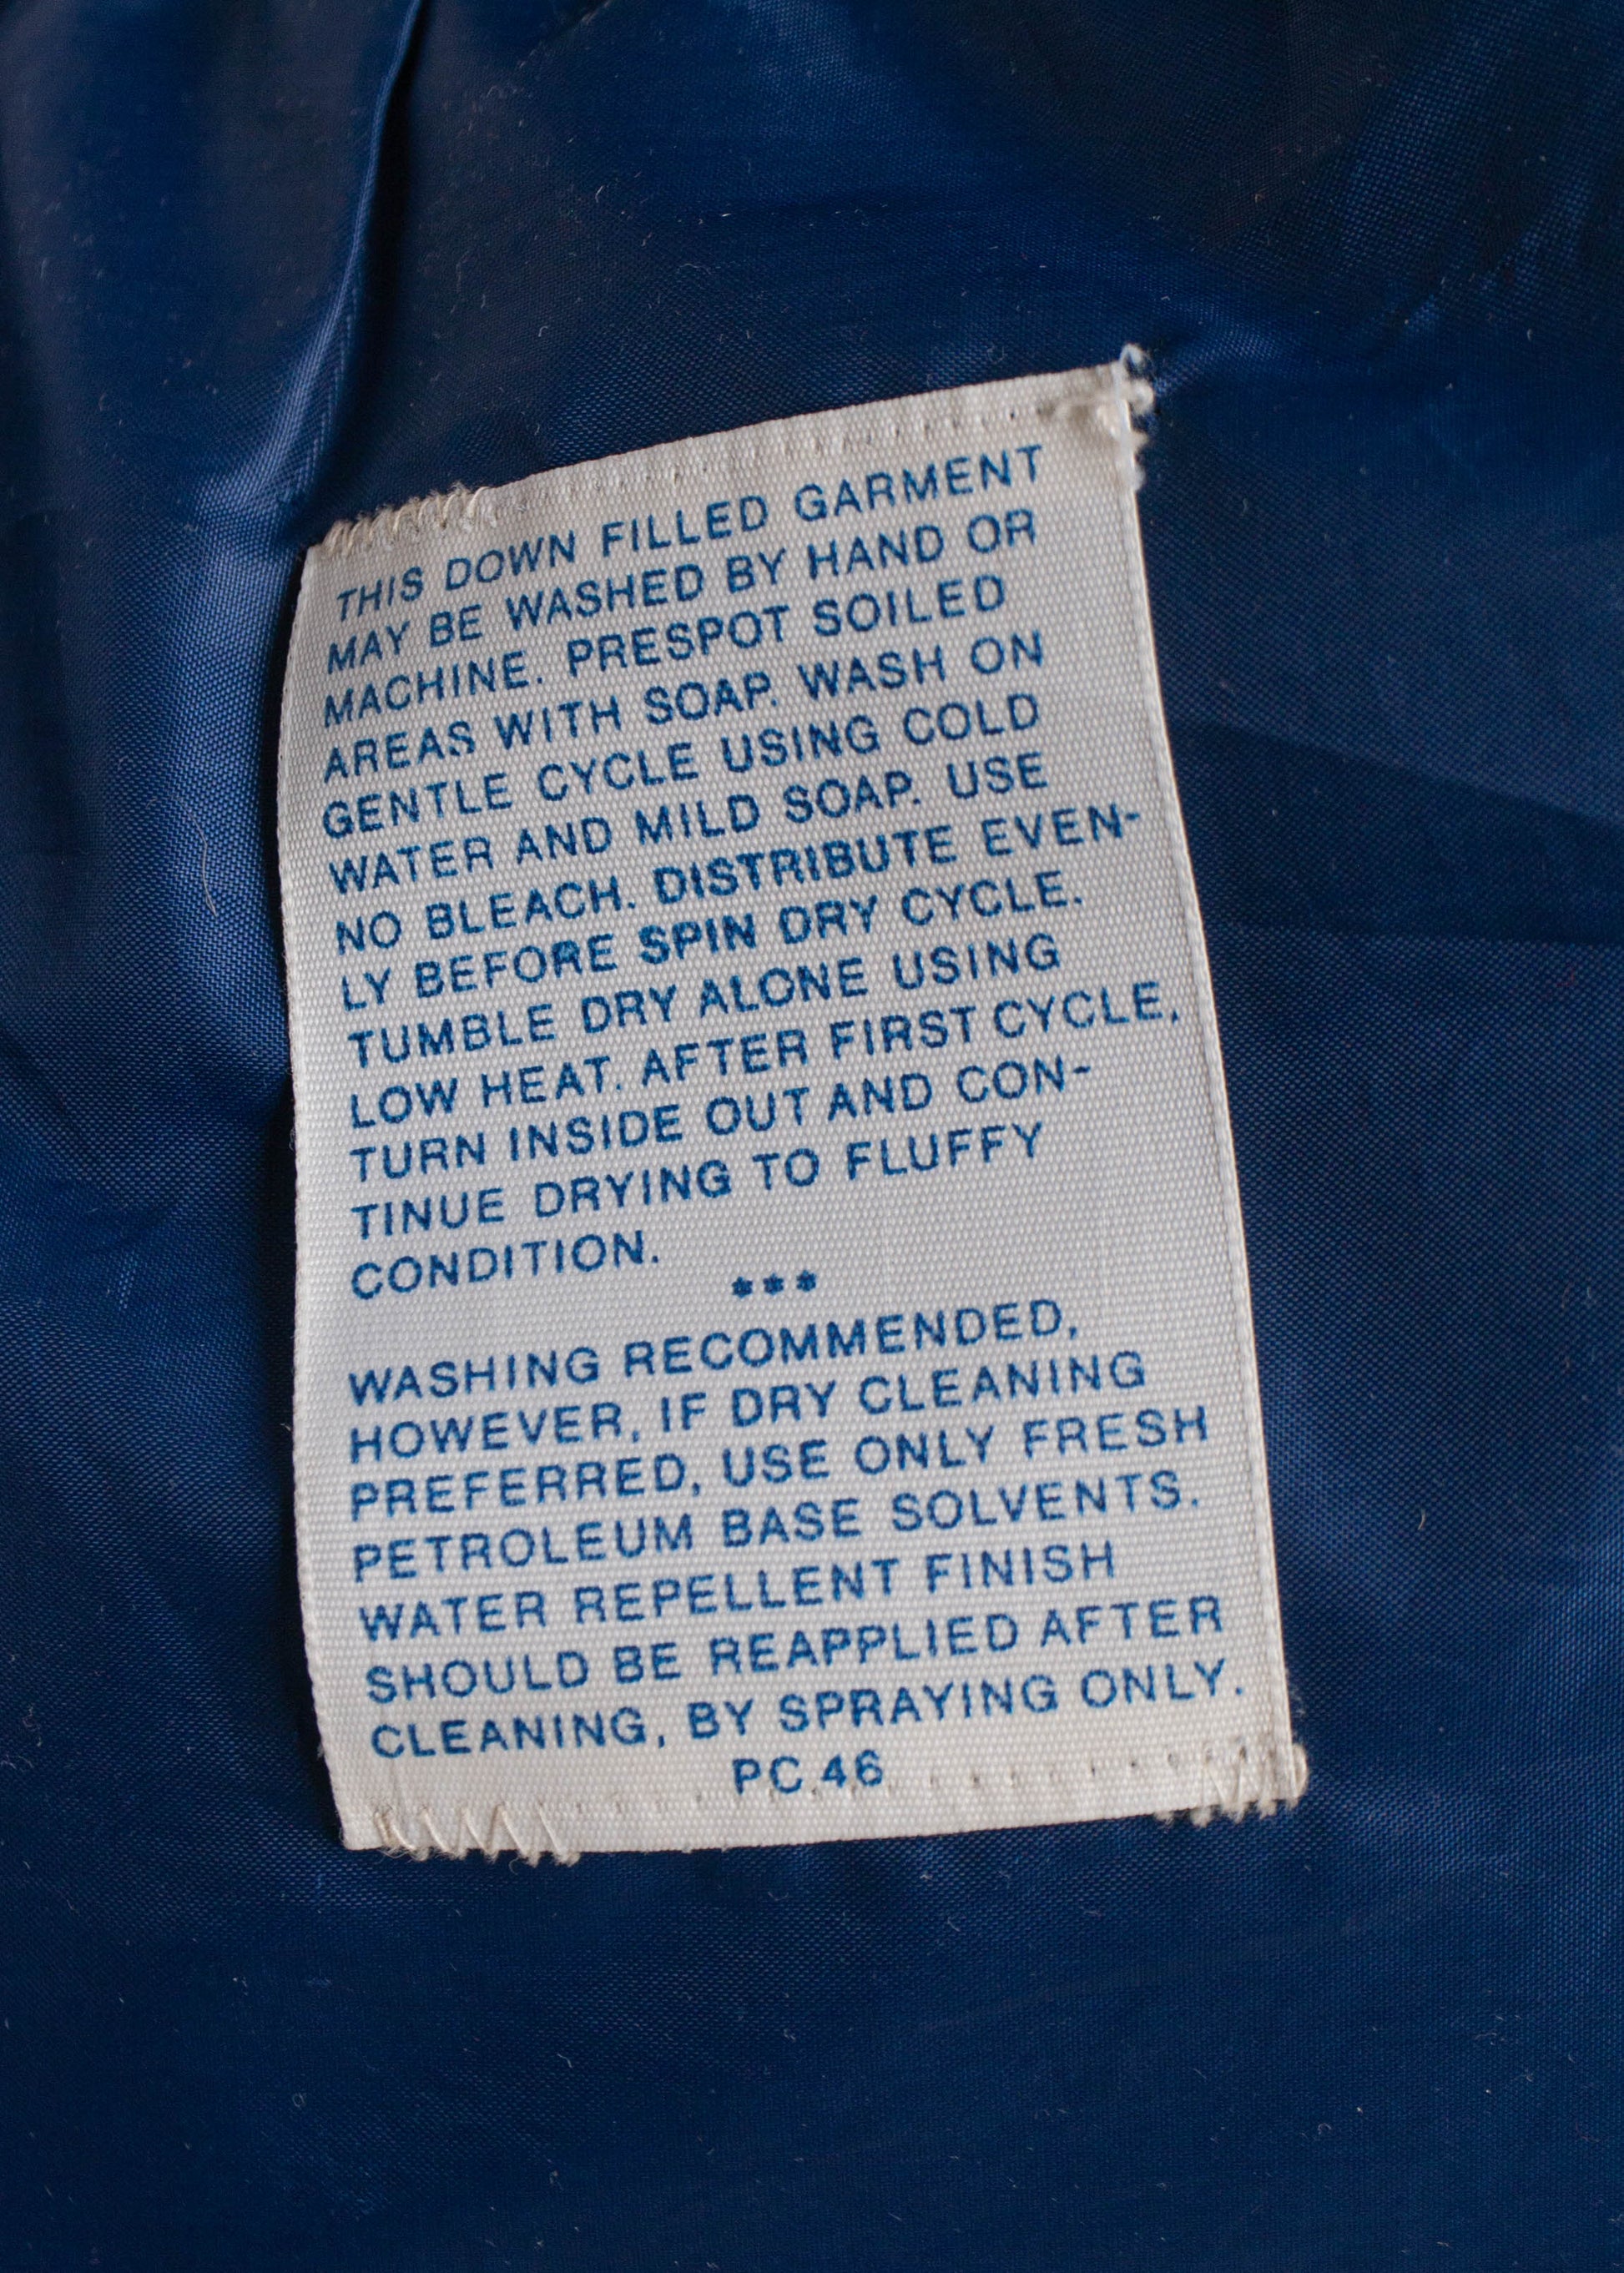 THIS DOWN FILLED GARMENT
MAY BE WASHED BY HAND OR
MACHINE. PRESPOT SOILED
AREAS WITH SOAP. WASH ON
GENTLE CYCLE USING COLD
WATER AND MILD SOAP. USE
NO BLEACH. DISTRIBUTE EVEN-
LY BEFORE SPIN DRY CYCLE.
TUMBLE DRY ALONE USING
LOW HEAT. AFTER FIRST CYCLE,
TURN INSIDE OUT AND CON-
TINUE DRYING TO FLUFFY
CONDITION.
***
WASHING RECOMMENDED,
HOWEVER, IF DRY CLEANING
PREFERRED, USE ONLY FRESH
PETROLEUM BASE SOLVENTS.
WATER REPELLENT FINISH
SHOULD BE REAPPLIED AFTER
CLEANING, BY SPRAYING ONLY.
PC 46